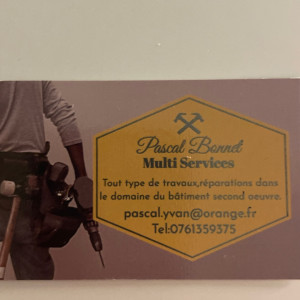 Pascal Bonnet
Multi Services
Tout type de travaux,réparations dans
le domaine du bâtiment second oeuvre.
pascal.yvan@orange.fr
Tel:0761359375